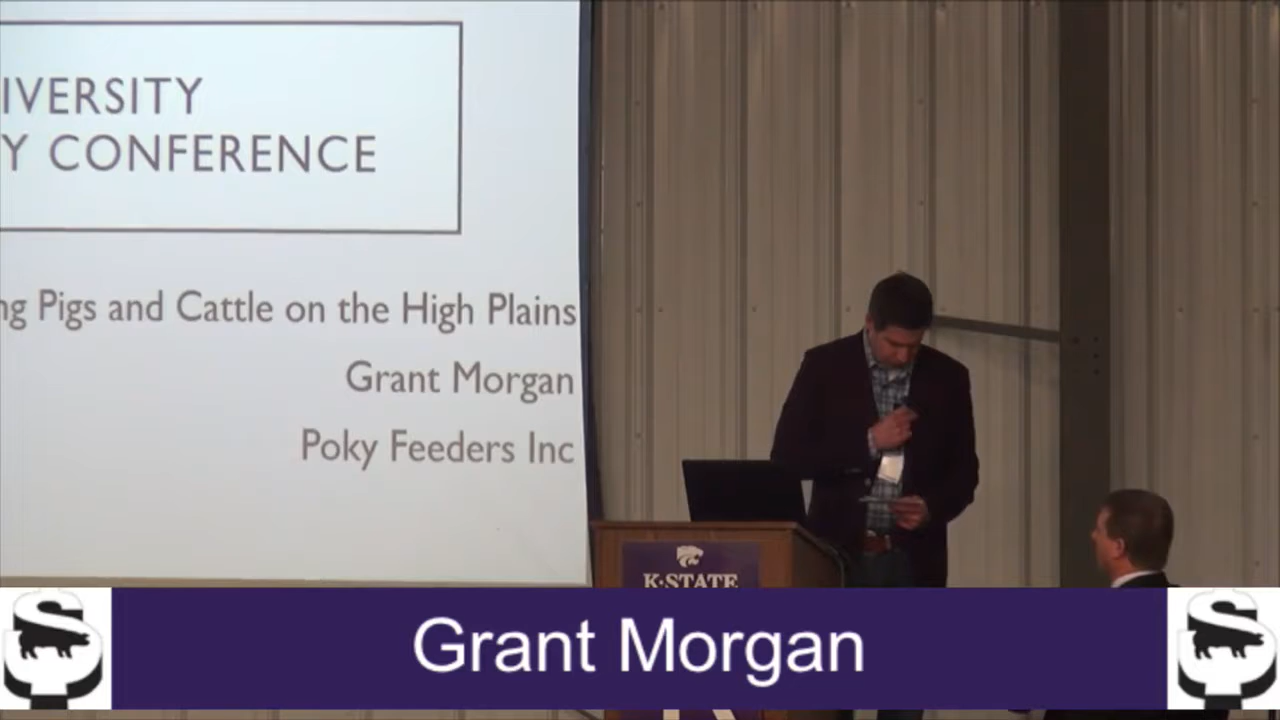 IVERSITY
Y CONFERENCE
ng Pigs and Cattle on the High Plains
Grant Morgan
Poky Feeders Inc
K-STATE
Grant Morgan